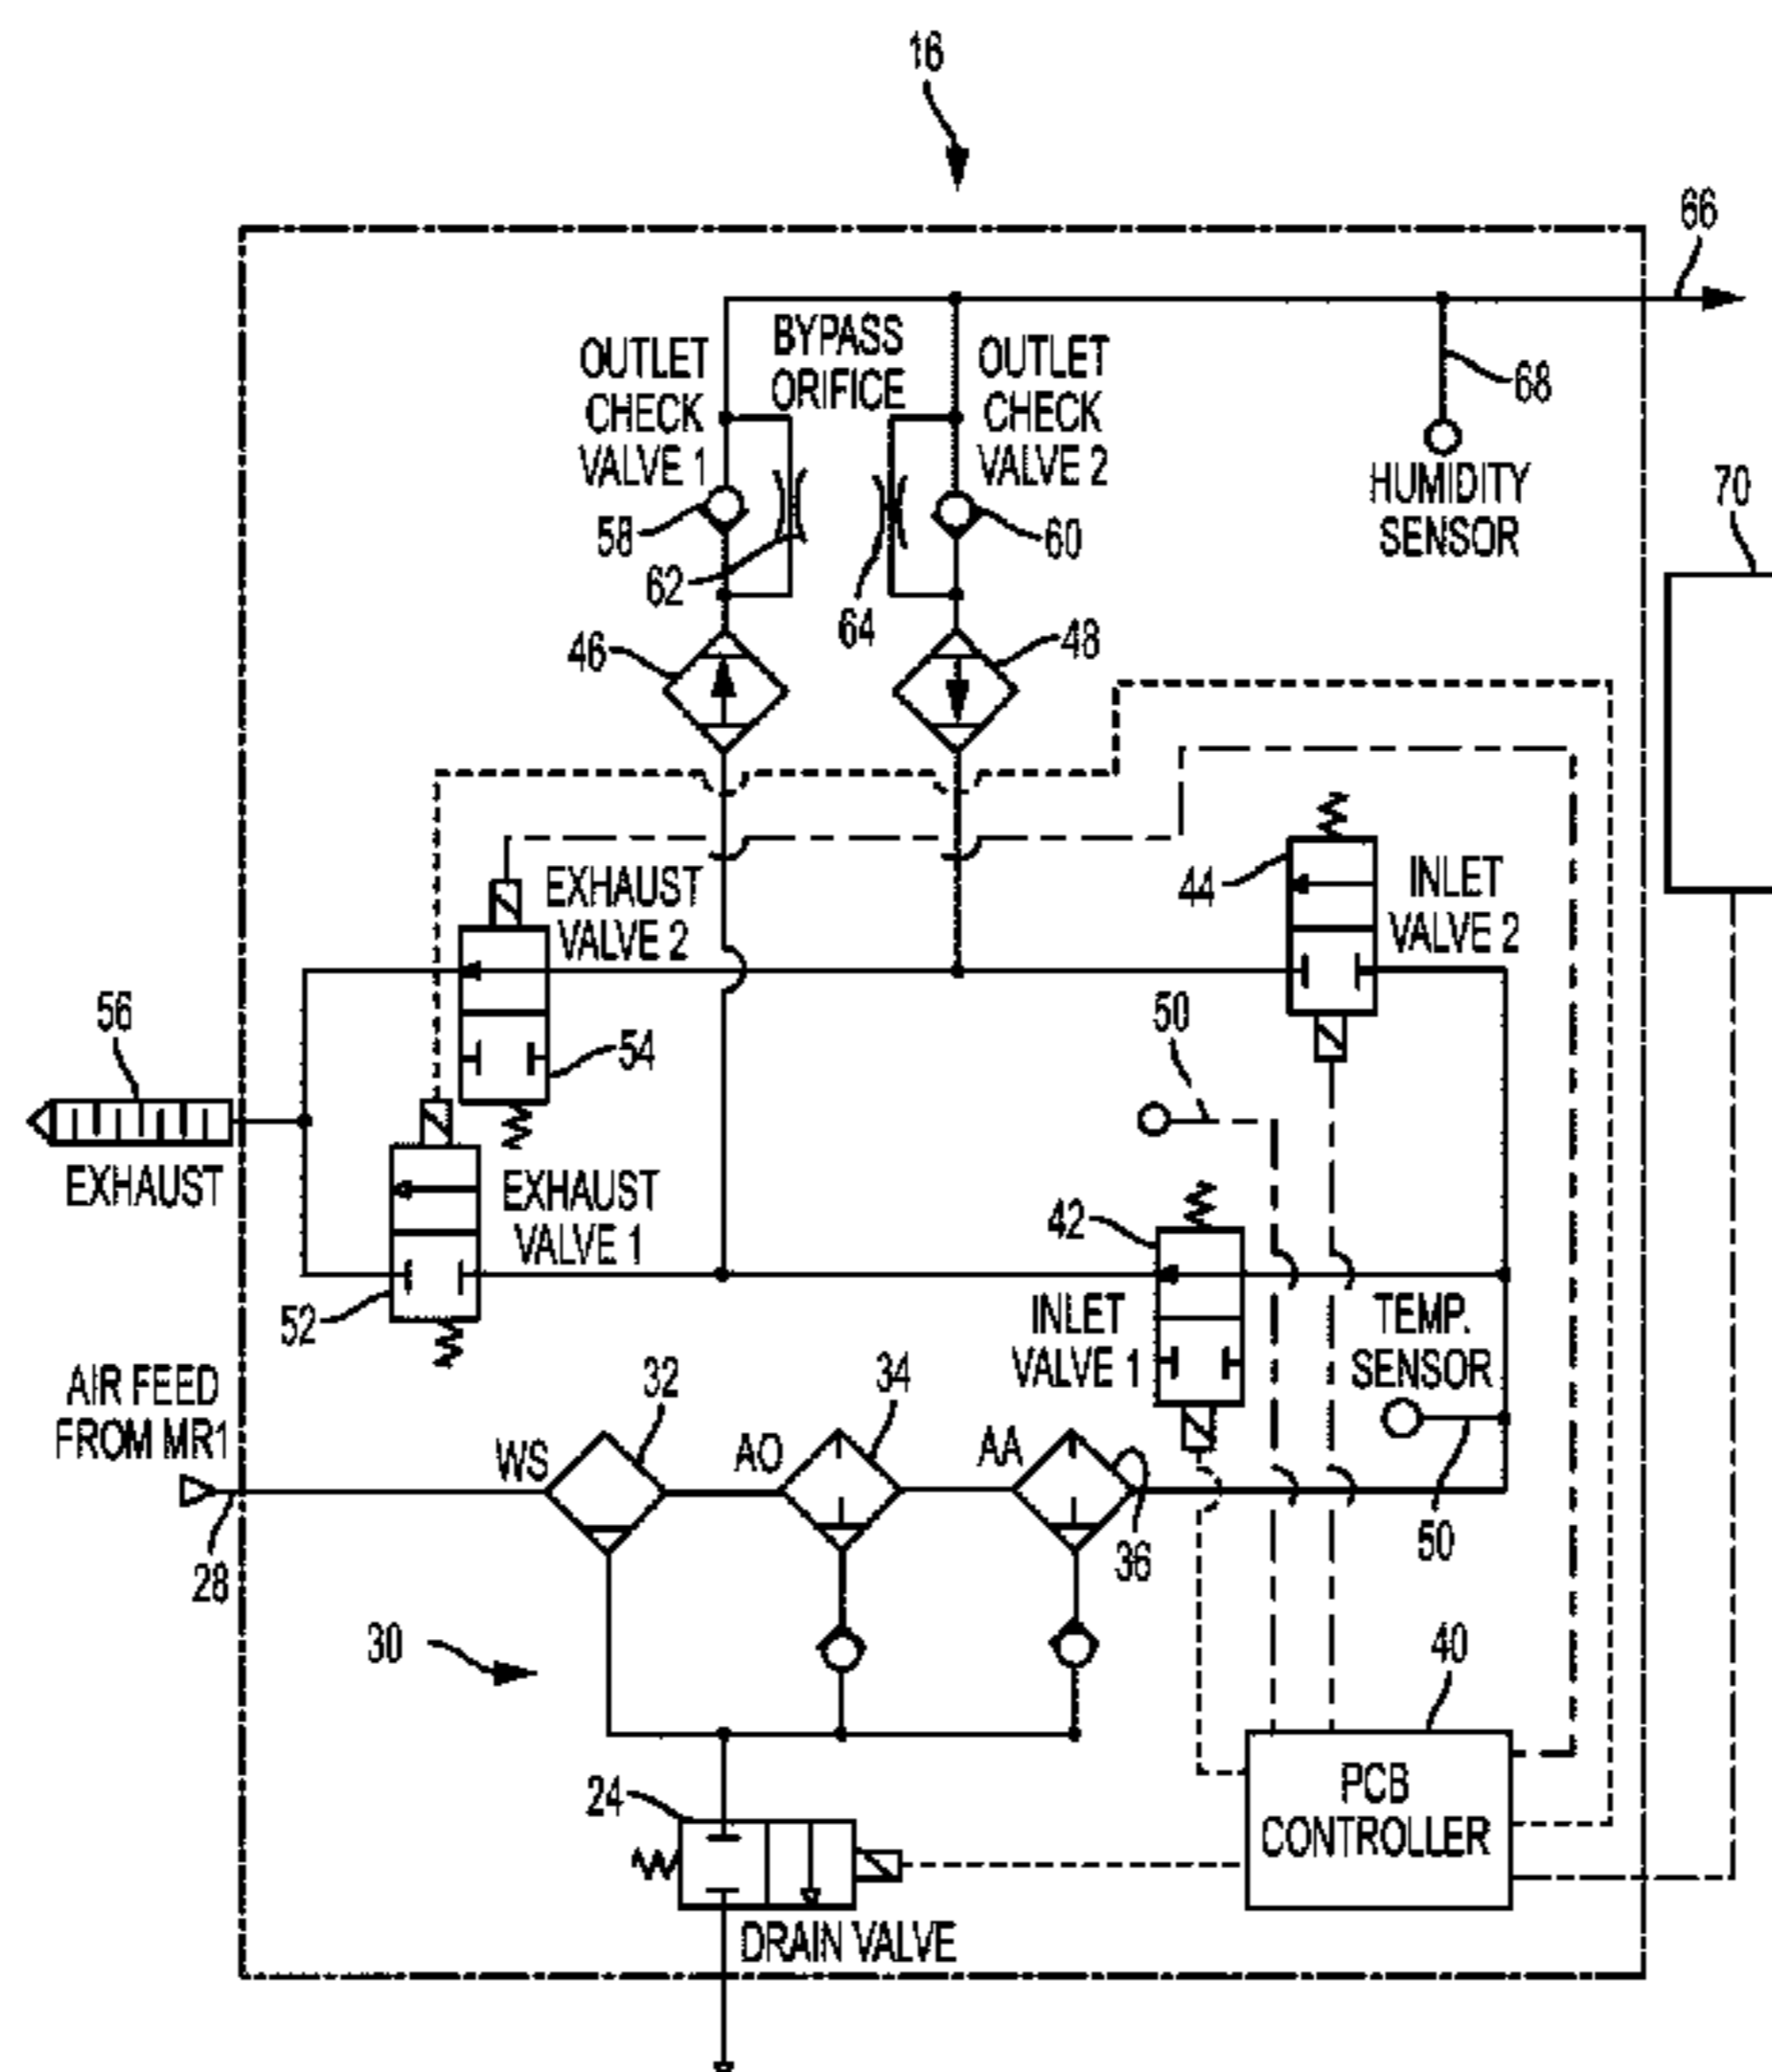 16
66
BYPASS
ORIFICE
OUTLET
CHECK
VALVE 1
OUTLET
CHECK
VALVE 2
68
HUMIDITY
SENSOR
70
58
62
64
60
46
48
44
INLET
VALVE 2
EXHAUST
VALVE 2
54
56
EXHAUST
50
EXHAUST
VALVE 1
52
42
INLET
VALVE 1
TEMP.
SENSOR
50
AIR FEED
FROM MR1
28
WS
32
AO
34
AA
36
30
40
PCB
CONTROLLER
24
DRAIN VALVE